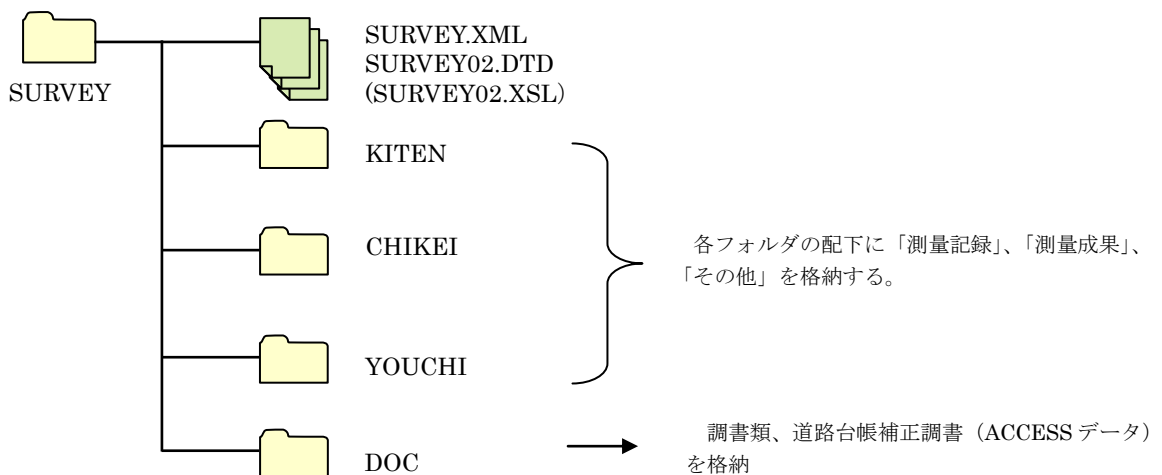 SURVEY
SURVEY.XML
SURVEY02.DTD
(SURVEY02.XSL)
KITEN
CHIKEI
YOUCHI
DOC
各フォルダの配下に「測量記録」、「測量成果」、
「その他」を格納する。
調書類、道路台帳補正調書（ACCESS データ）
を格納